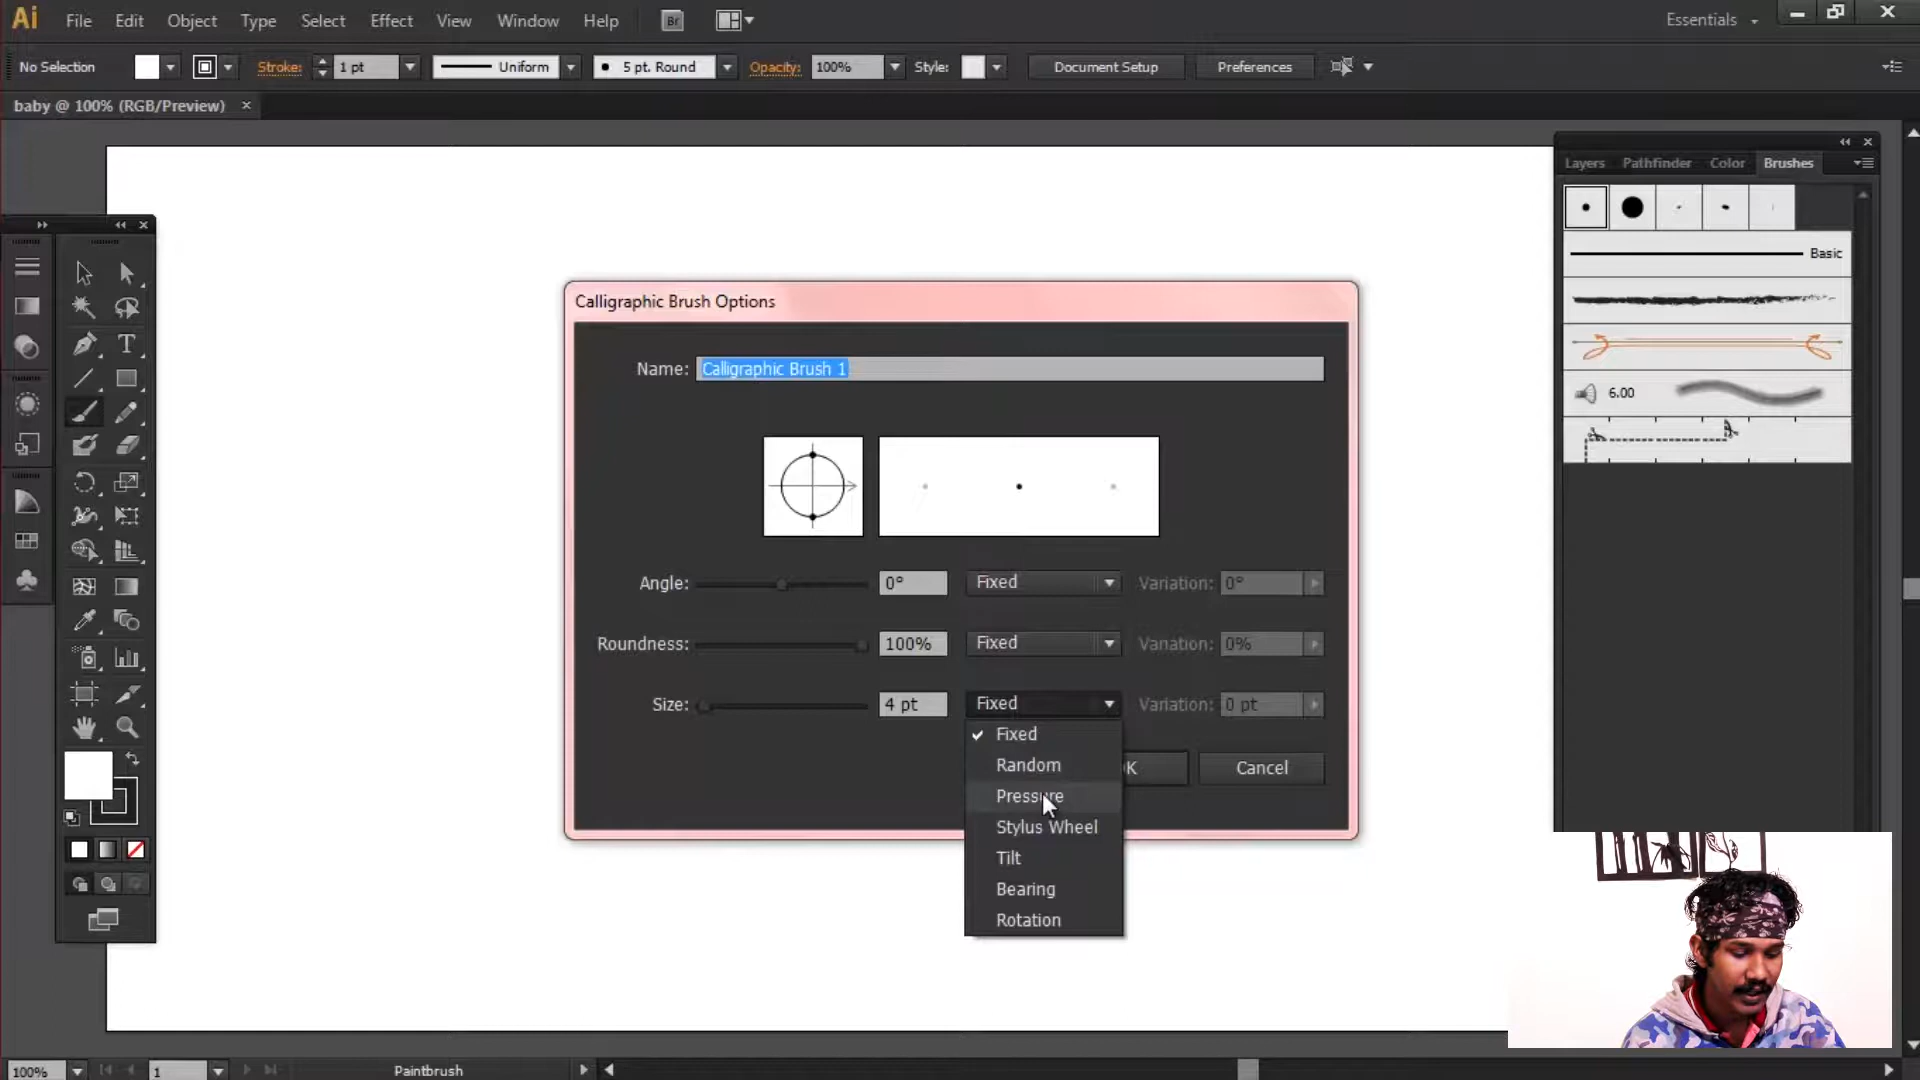 Ai File Edit Object Type Select Effect View Window Help Br Essentials
No Selection Stroke: 1 pt Uniform 5 pt. Round Opacity: 100% Style: Document Setup Preferences
baby @ 100% (RGB/Preview)
Layers Pathfinder Color Brushes
Basic
6.00
Calligraphic Brush Options
Name: Calligraphic Brush 1
Angle: 0° Fixed Variation: 0°
Roundness: 100% Fixed Variation: 0%
Size: 4 pt Fixed Variation: 0 pt
Fixed
Random
Pressure
Stylus Wheel
Tilt
Bearing
Rotation
K Cancel
100% 1 Paintbrush